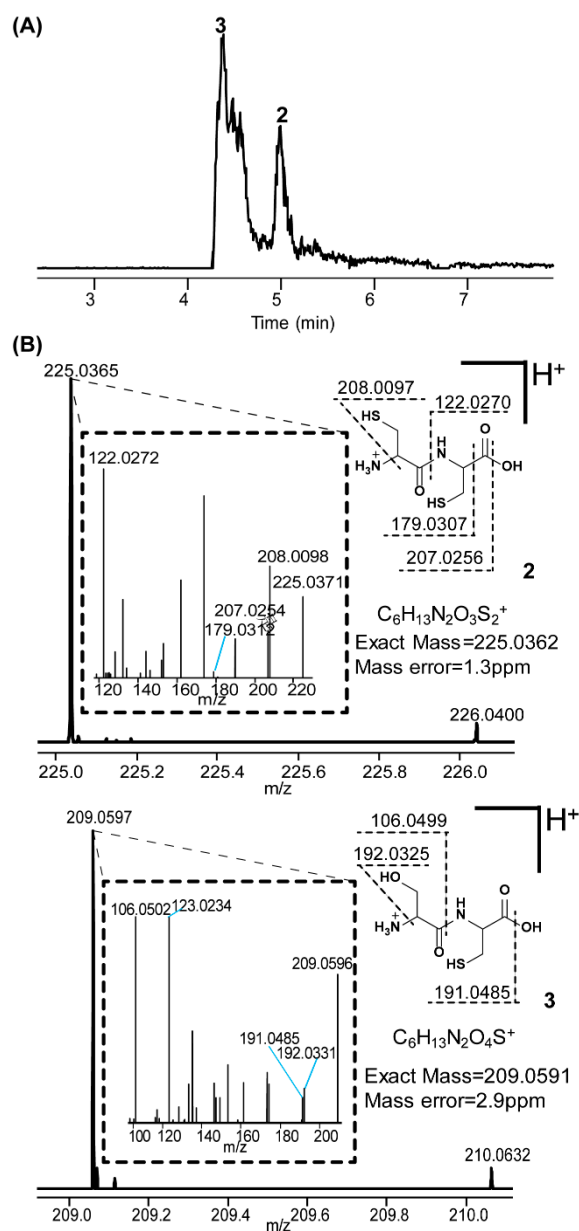 (A)
3
2
3 4 5 6 7
Time (min)
(B)
225.0365
H⁺
208.0097 122.0270
HS
H
N
O
OH
H₃N⁺
O
HS
179.0307
207.0256
2
C₆H₁₃N₂O₃S₂⁺
Exact Mass=225.0362
Mass error=1.3ppm
122.0272
208.0098
225.0371
207.0254
179.0312
120 140 160 180 200 220
m/z
226.0400
225.0 225.2 225.4 225.6 225.8 226.0
m/z
209.0597
H⁺
106.0499
192.0325
HO
H
N
O
OH
H₃N⁺
O
HS
191.0485
3
C₆H₁₃N₂O₄S⁺
Exact Mass=209.0591
Mass error=2.9ppm
106.0502 123.0234
209.0596
191.0485
192.0331
100 120 140 160 180 200
m/z
210.0632
209.0 209.2 209.4 209.6 209.8 210.0
m/z